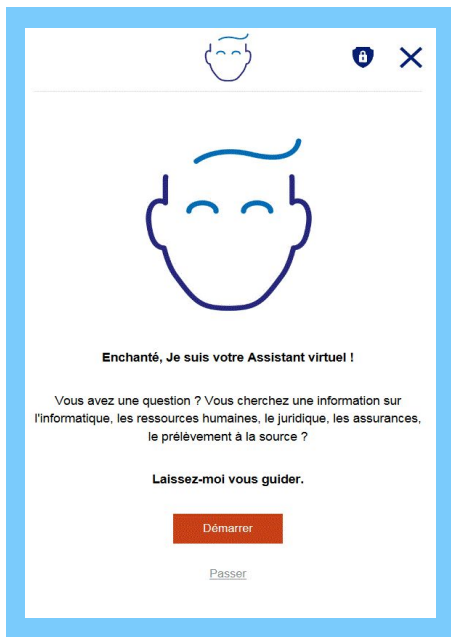 Enchanté, Je suis votre Assistant virtuel !
Vous avez une question ? Vous cherchez une information sur
l'informatique, les ressources humaines, le juridique, les assurances,
le prélèvement à la source ?
Laissez-moi vous guider.
Démarrer
Passer